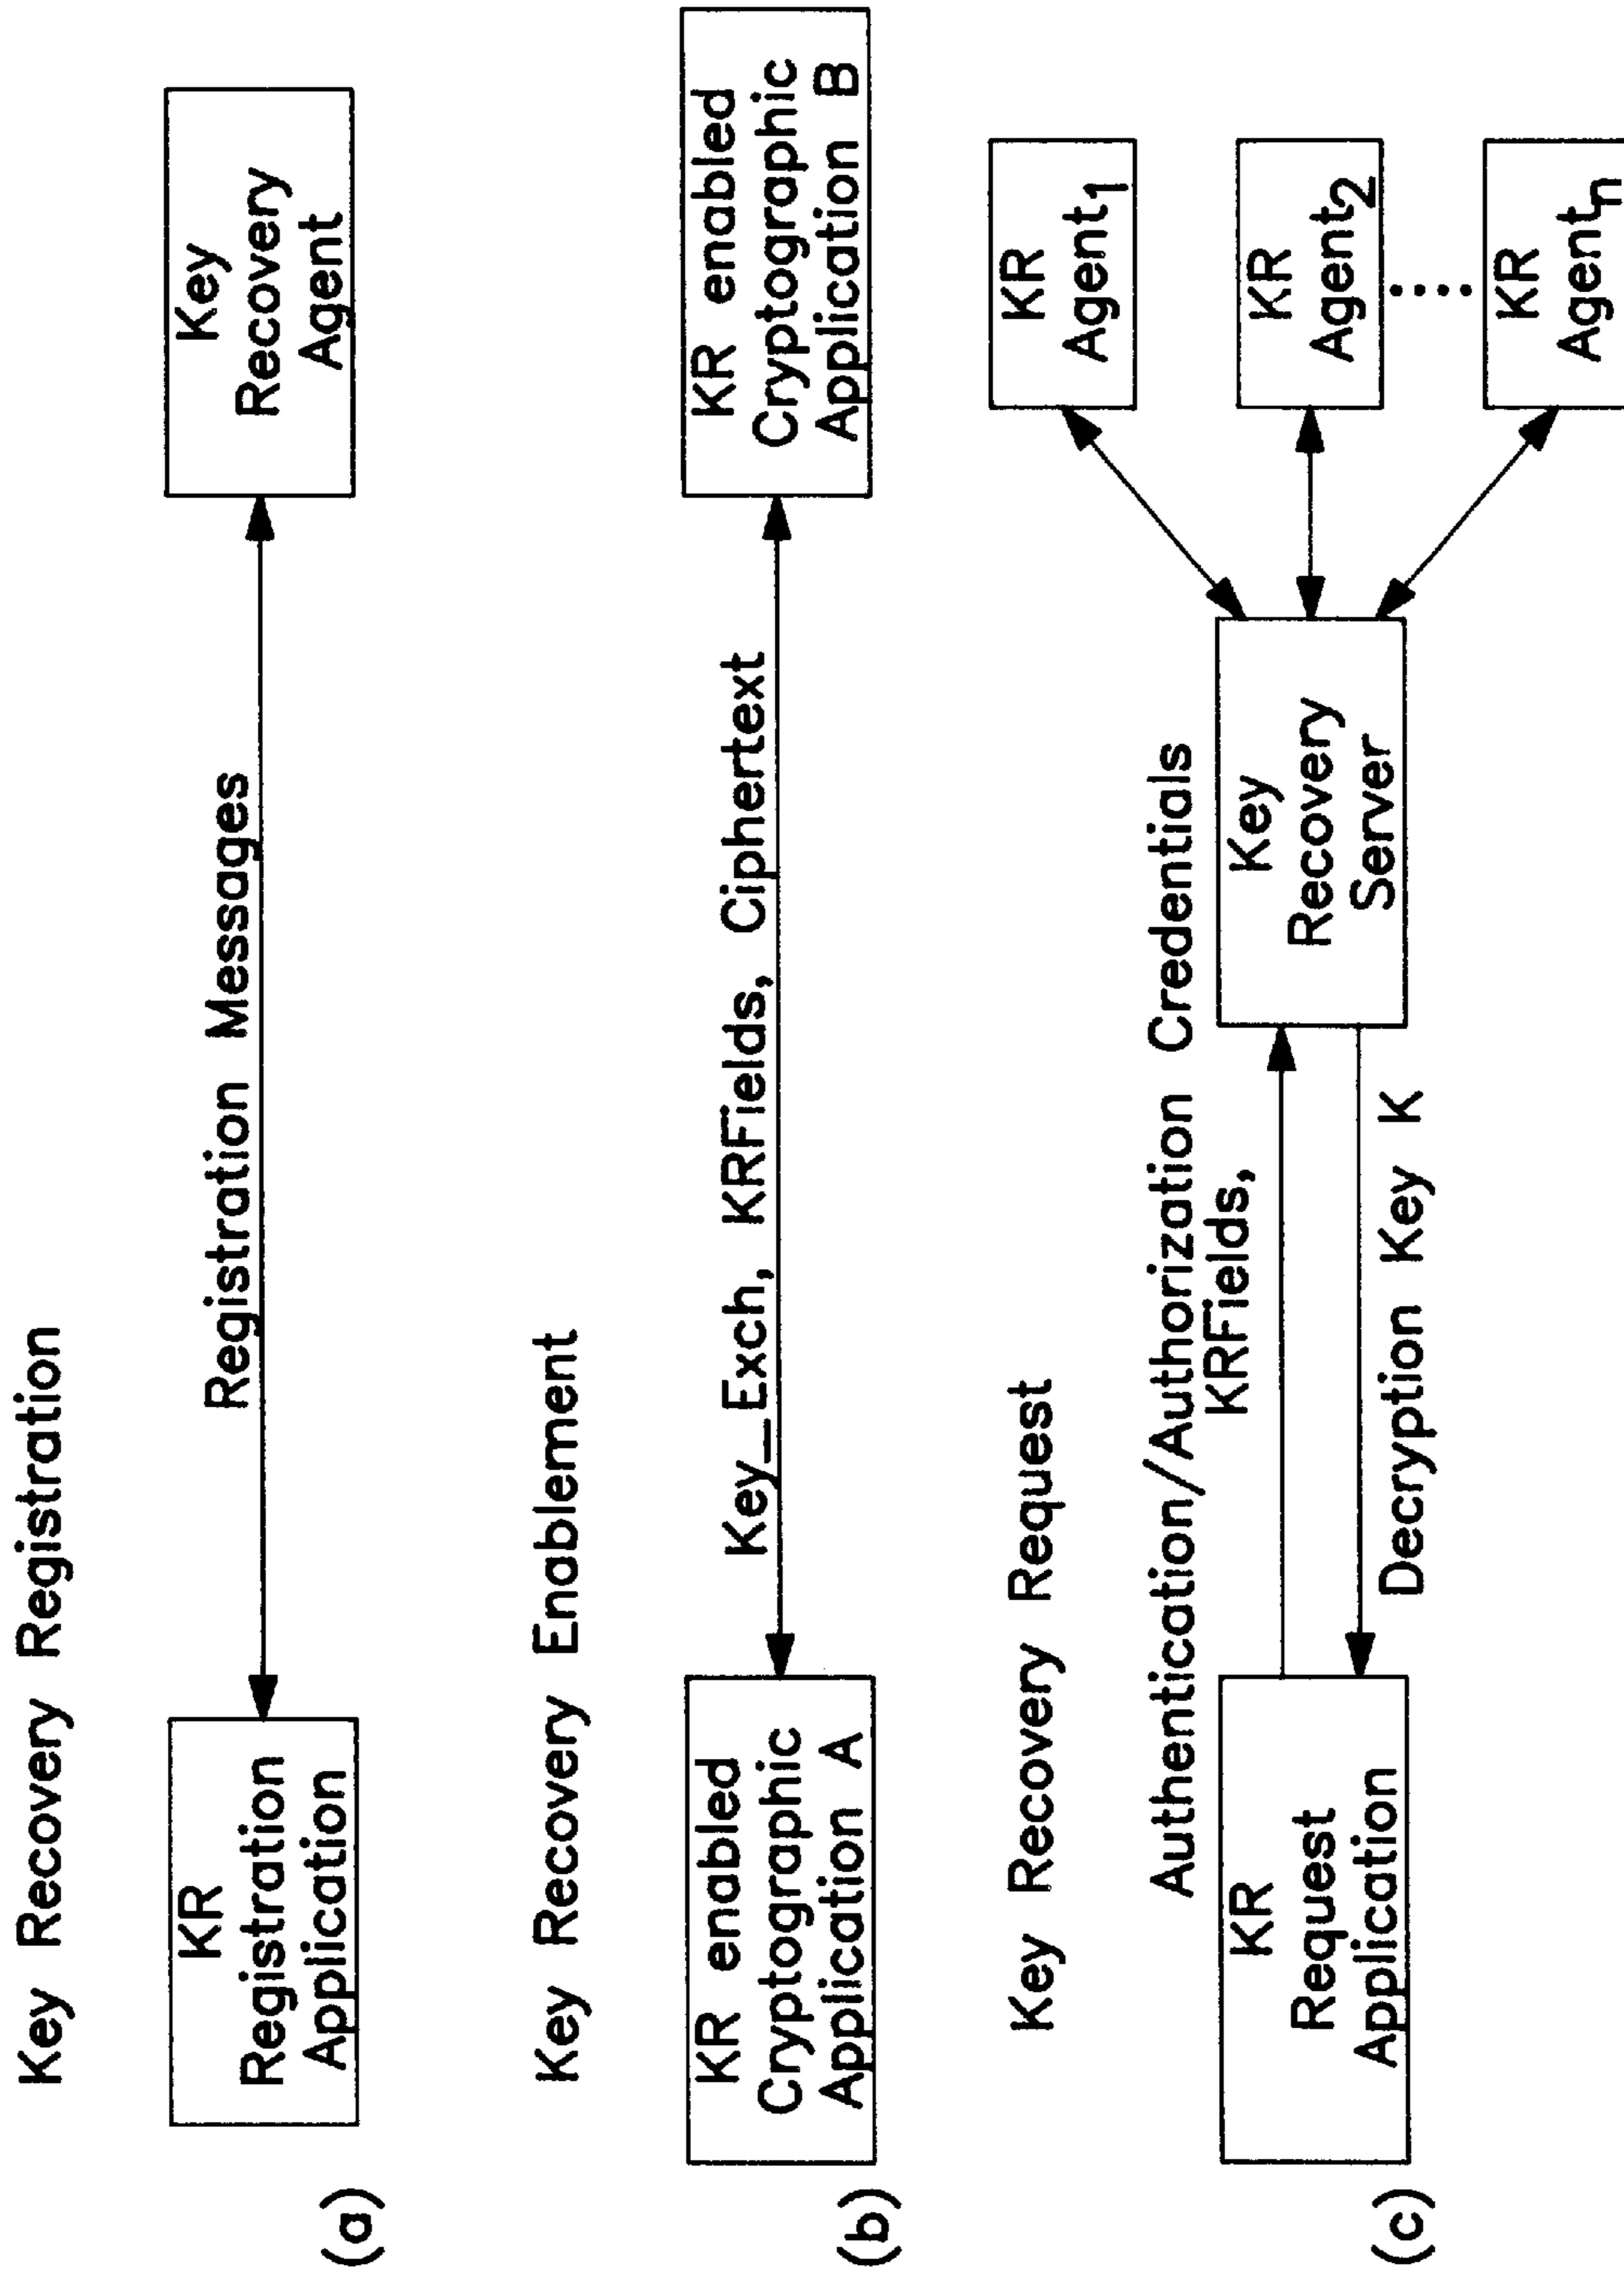 Key Recovery Registration
(a)
KR
Registration
Application
Registration Messages
Key
Recovery
Agent
Key Recovery Enablement
(b)
KR enabled
Cryptographic
Application A
Key_Exch, KRFields, Ciphertext
KR enabled
Cryptographic
Application B
Key Recovery Request
(c)
KR
Request
Application
Authentication/Authorization Credentials
KRFields,
Decryption Key K
Key
Recovery
Server
KR
Agent1
KR
Agent2
KR
Agentn